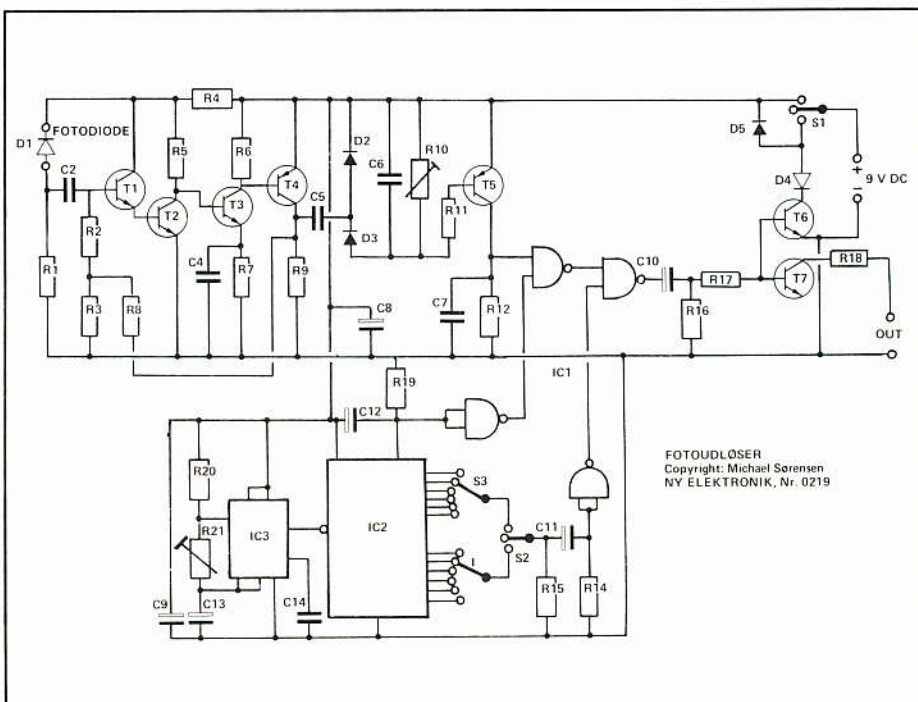 R4
D1
FOTODIODE
C2
R5
R6
D2
C6
R10
D5
S1
T1
T2
T3
T4
C5
T5
D4
+
9 V DC
−
R2
D3
R11
T6
R1
C4
R7
R9
C10
R17
T7
R18
R3
R8
C8
C7
R12
R16
OUT
IC1
R19
C12
FOTOUDLØSER
Copyright: Michael Sørensen
NY ELEKTRONIK, Nr. 0219
R20
S3
IC3
IC2
C11
R21
S2
C9
C13
C14
R15
R14